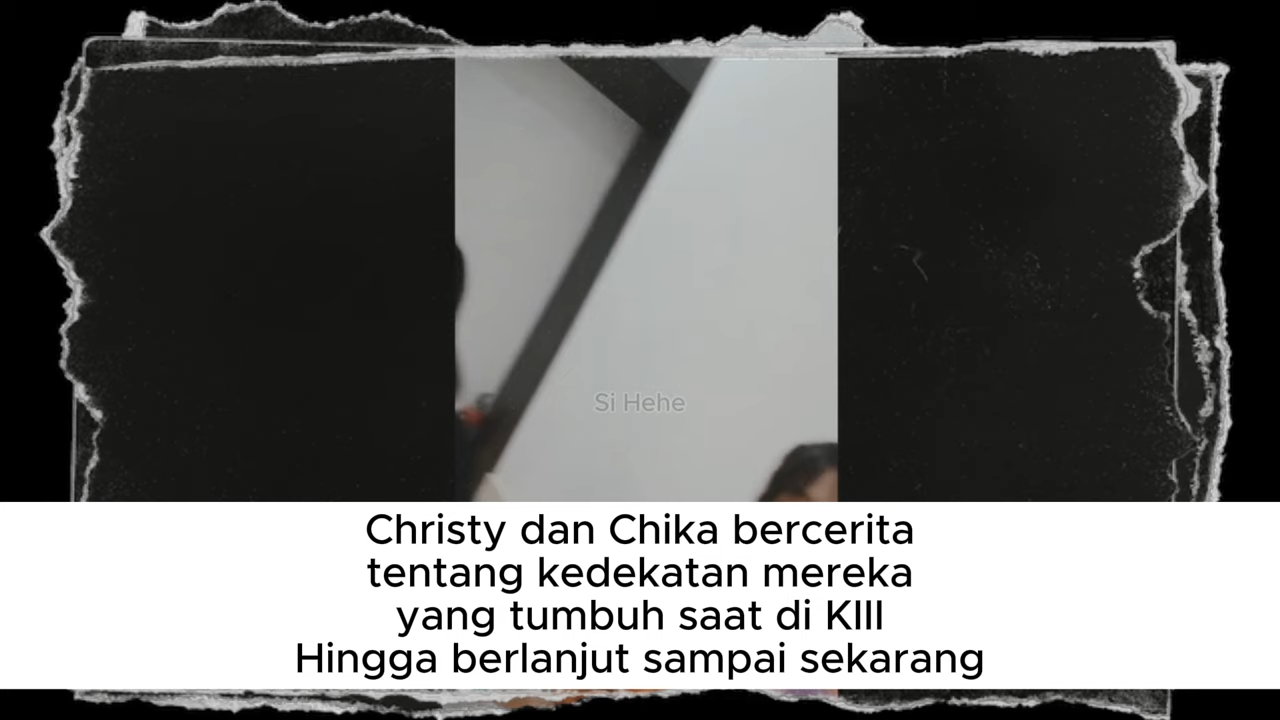 Si Hehe
Christy dan Chika bercerita
tentang kedekatan mereka
yang tumbuh saat di KIII
Hingga berlanjut sampai sekarang